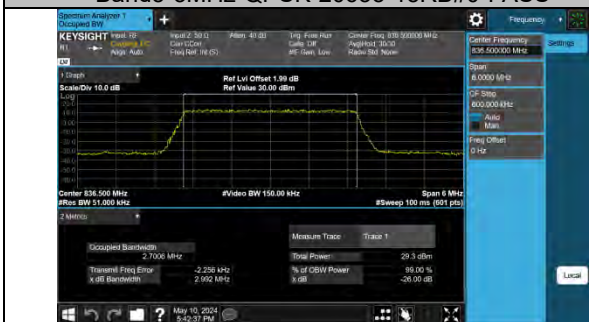 Spectrum Analyzer 1
Occupied BW
Frequency
KEYSIGHT Input: RF
Input Z: 50 Ω
Atten: 40 dB
Trig: Free Run
Center Freq: 836.500000 MHz
Corr CCorr
Gate: Off
Avg|Hold: 30/30
Align: Auto
Freq Ref: Int (S)
#IF Gain: Low
Radio Std: None
Center Frequency
836.500000 MHz
Settings
Span
6.0000 MHz
CF Step
600.000 kHz
Auto
Man
Freq Offset
0 Hz
1 Graph
Scale/Div 10.0 dB
Ref Lvl Offset 1.99 dB
Ref Value 30.00 dBm
Log
Center 836.500 MHz
#Video BW 150.00 kHz
Span 6 MHz
#Res BW 51.000 kHz
#Sweep 100 ms (601 pts)
2 Metrics
Measure Trace
Trace 1
Occupied Bandwidth
2.7006 MHz
Total Power
29.3 dBm
Transmit Freq Error
-2.256 kHz
% of OBW Power
99.00 %
x dB Bandwidth
2.992 MHz
x dB
-26.00 dB
Local
May 10, 2024
5:42:37 PM